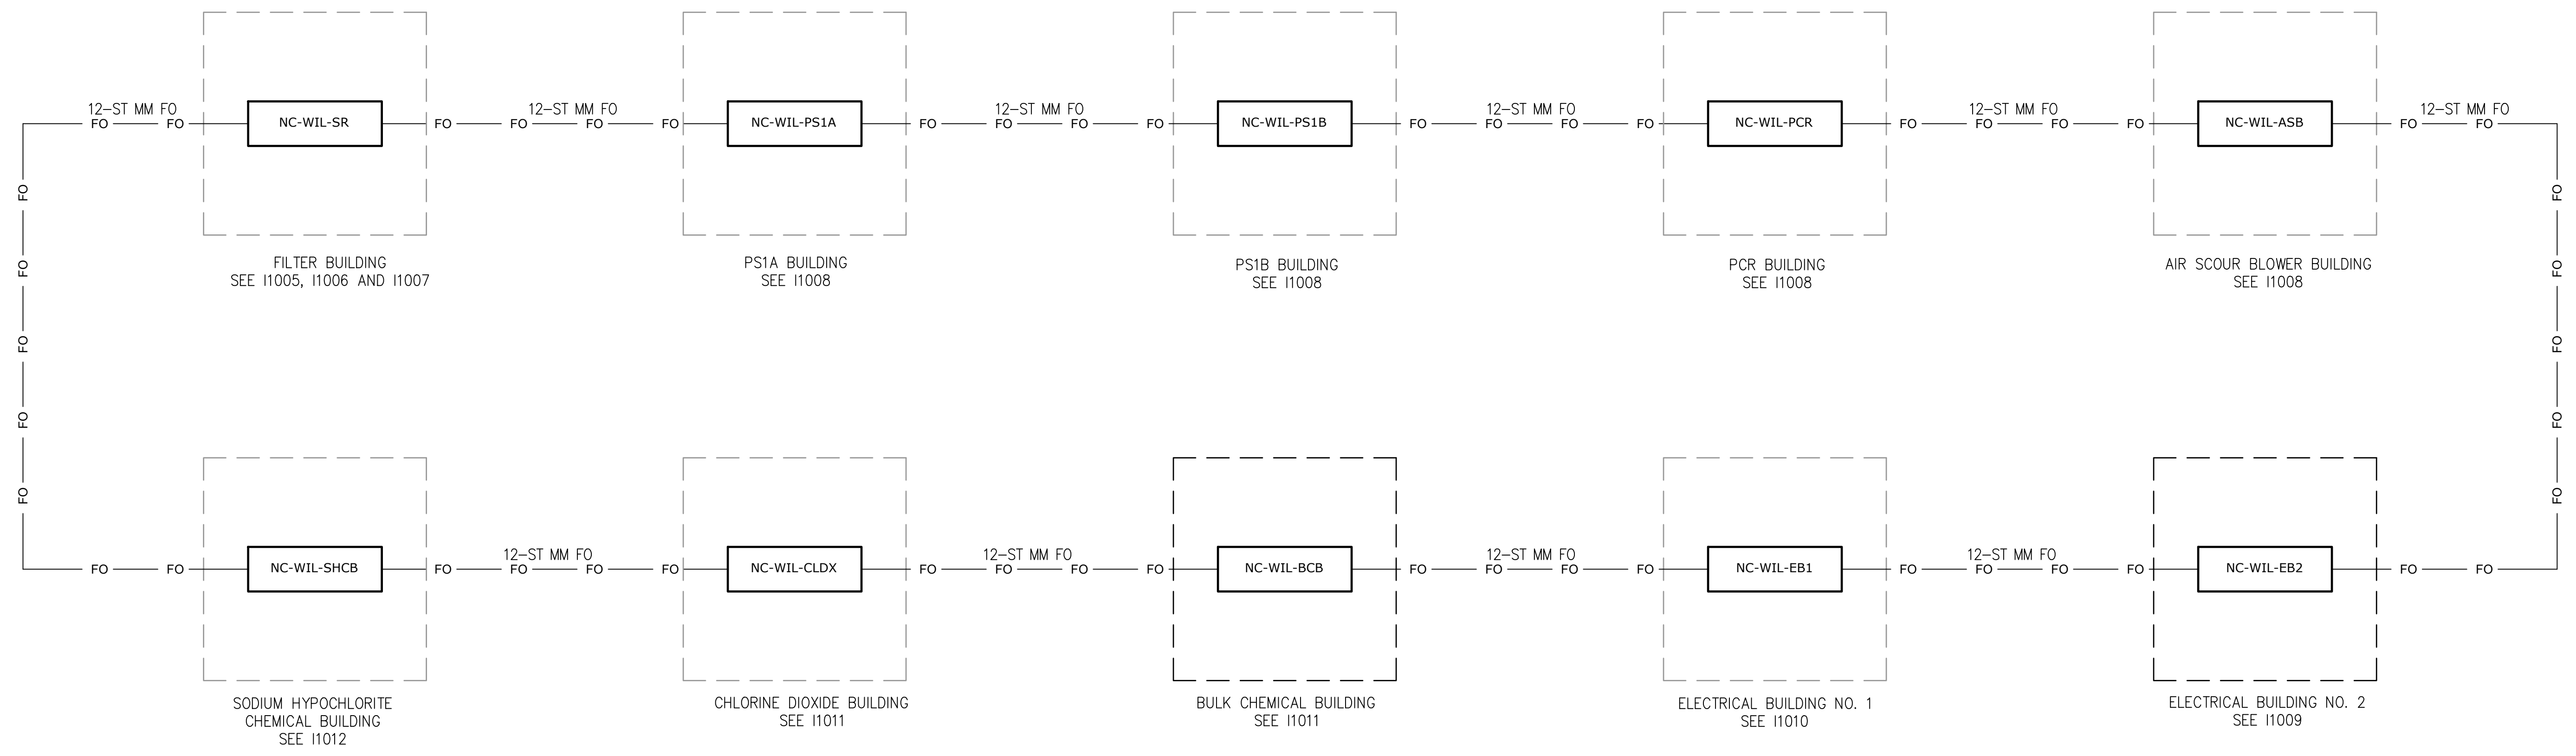 12-ST MM FO 12-ST MM FO 12-ST MM FO 12-ST MM FO 12-ST MM FO 12-ST MM FO
FO FO NC-WIL-SR FO FO FO FO NC-WIL-PS1A FO FO FO FO NC-WIL-PS1B FO FO FO FO NC-WIL-PCR FO FO FO FO NC-WIL-ASB FO FO
FO FO
FILTER BUILDING
SEE I1005, I1006 AND I1007
PS1A BUILDING
SEE I1008
PS1B BUILDING
SEE I1008
PCR BUILDING
SEE I1008
AIR SCOUR BLOWER BUILDING
SEE I1008
FO FO
FO FO
FO FO
FO FO
12-ST MM FO 12-ST MM FO 12-ST MM FO 12-ST MM FO
FO FO NC-WIL-SHCB FO FO FO FO NC-WIL-CLDX FO FO FO FO NC-WIL-BCB FO FO FO FO NC-WIL-EB1 FO FO FO FO NC-WIL-EB2 FO FO
SODIUM HYPOCHLORITE
CHEMICAL BUILDING
SEE I1012
CHLORINE DIOXIDE BUILDING
SEE I1011
BULK CHEMICAL BUILDING
SEE I1011
ELECTRICAL BUILDING NO. 1
SEE I1010
ELECTRICAL BUILDING NO. 2
SEE I1009